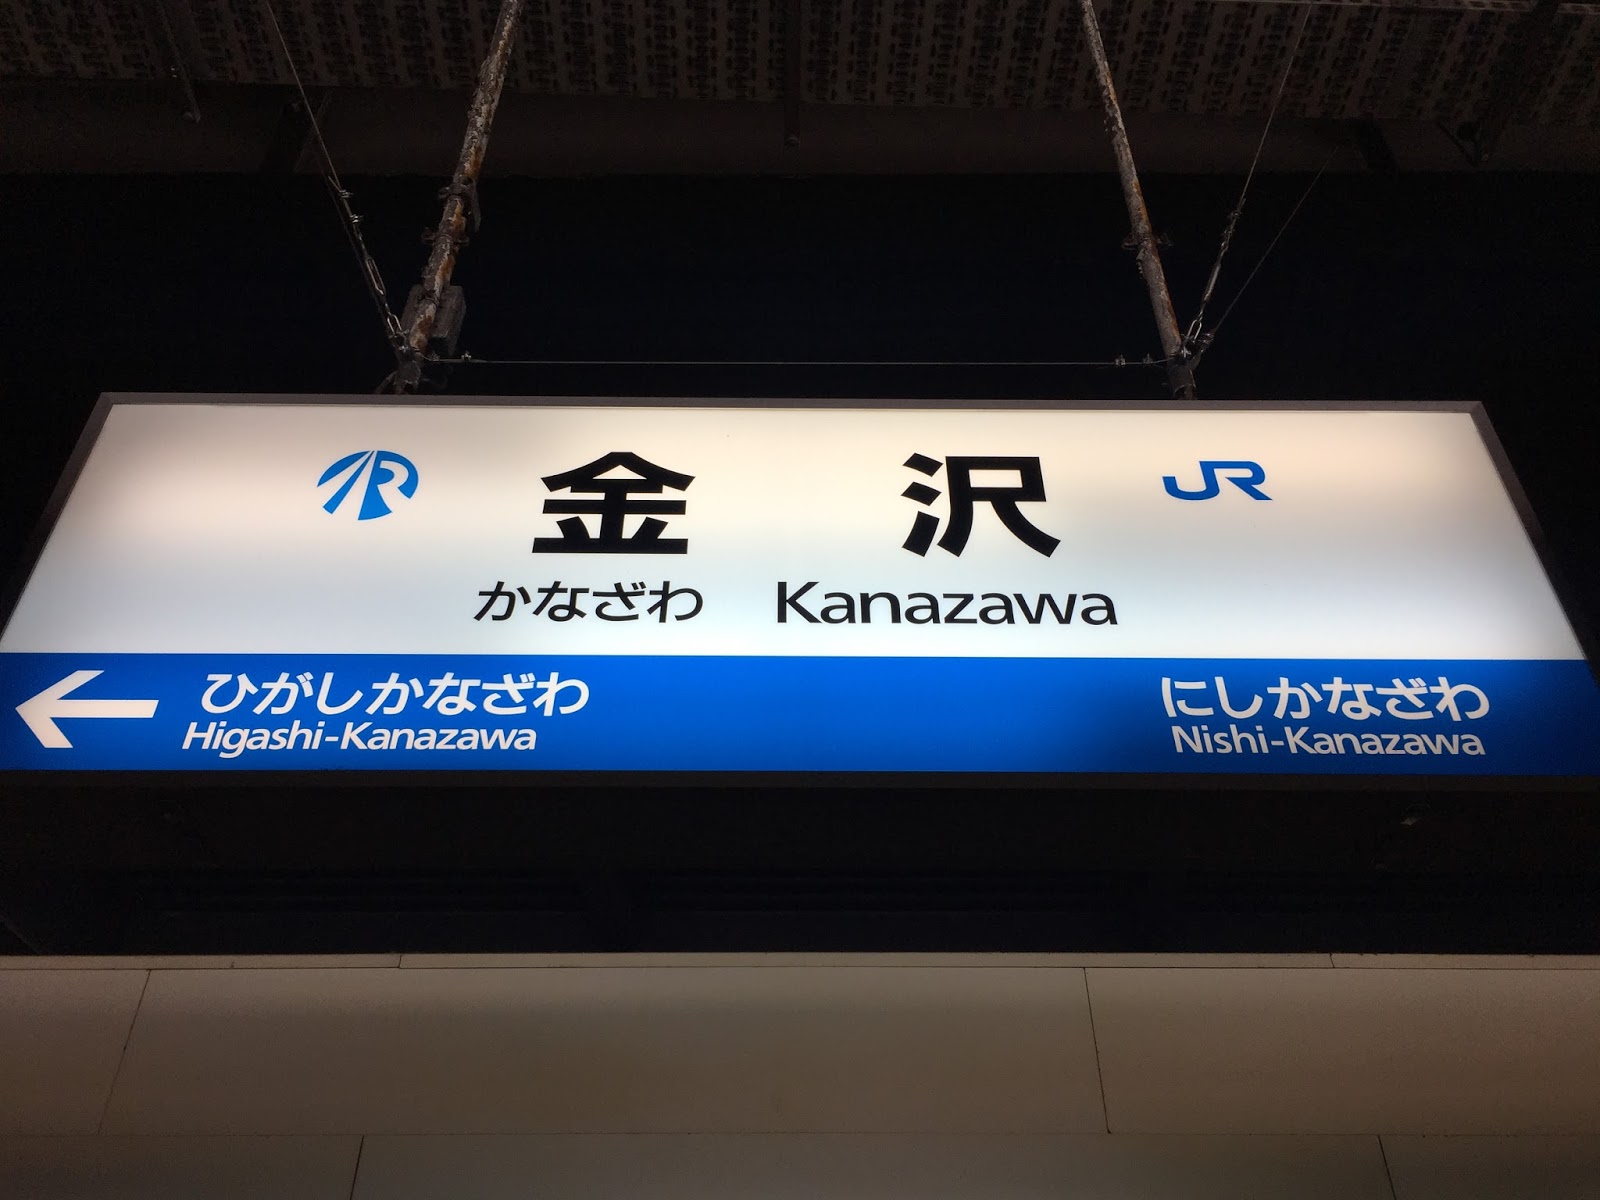 IR 金沢 JR
かなざわ Kanazawa
← ひがしかなざわ にしかなざわ
Higashi-Kanazawa Nishi-Kanazawa